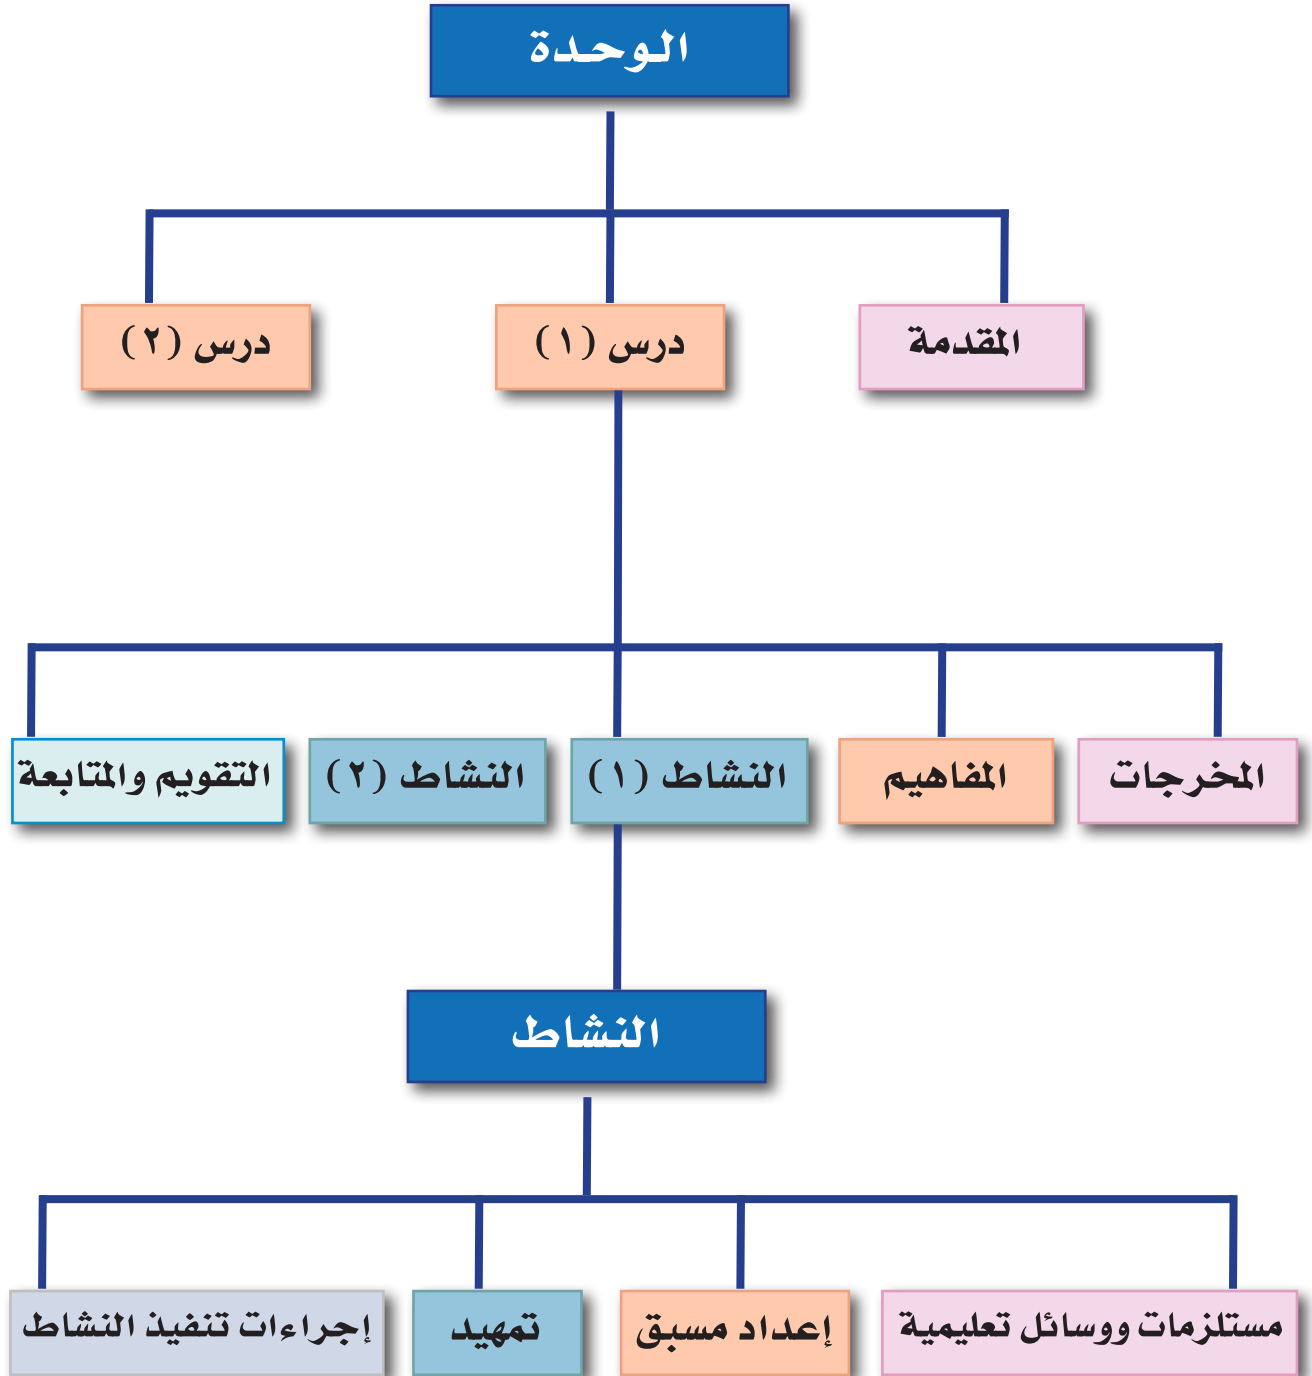 الوحدة
المقدمة
درس (١)
درس (٢)
المخرجات
المفاهيم
النشاط (١)
النشاط (٢)
التقويم والمتابعة
النشاط
مستلزمات ووسائل تعليمية
إعداد مسبق
تمهيد
إجراءات تنفيذ النشاط